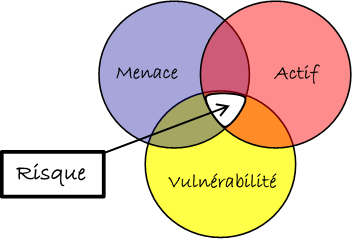 Menace
Actif
Risque
Vulnérabilité